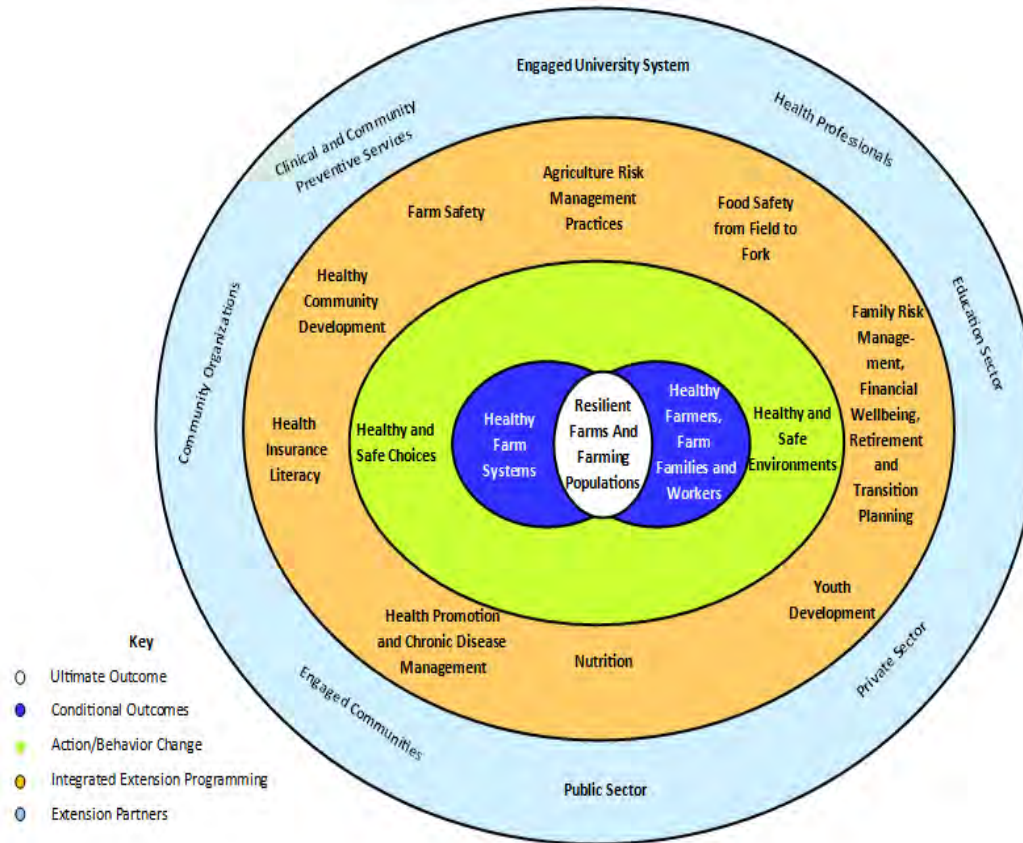 Engaged University System
Health Professionals
Clinical and Community
Preventive Services
Agriculture Risk
Management
Practices
Farm Safety
Food Safety
from Field to
Fork
Healthy
Community
Development
Community Organizations
Education Sector
Family Risk
Manage-
ment,
Financial
Wellbeing,
Retirement
and
Transition
Planning
Health
Insurance
Literacy
Healthy and
Safe Choices
Healthy
Farm
Systems
Resilient
Farms And
Farming
Populations
Healthy
Farmers,
Farm
Families and
Workers
Healthy and
Safe
Environments
Youth
Development
Health Promotion
and Chronic Disease
Management
Nutrition
Private Sector
Engaged Communities
Public Sector
Key
Ultimate Outcome
Conditional Outcomes
Action/Behavior Change
Integrated Extension Programming
Extension Partners